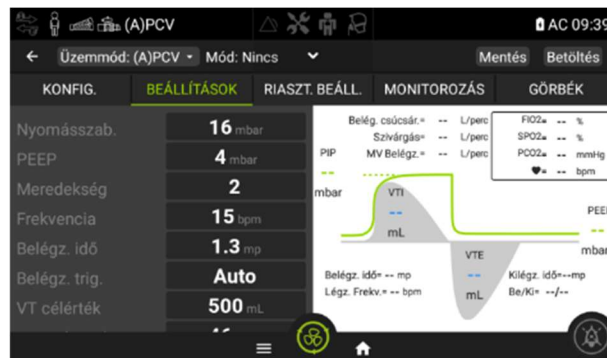 (A)PCV
AC 09:39
Üzemmód: (A)PCV
Mód: Nincs
Mentés
Betöltés
KONFIG.
BEÁLLÍTÁSOK
RIASZT. BEÁLL.
MONITOROZÁS
GÖRBÉK
Nyomásszab.
16 mbar
PEEP
4 mbar
Meredekség
2
Frekvencia
15 bpm
Belégz. idő
1.3 mp
Belégz. trig.
Auto
VT célérték
500 mL
Belég. csúcsár.= -- L/perc
Szivárgás= -- L/perc
MV Belégz.= -- L/perc
FIO2= -- %
SPO2= -- %
PCO2= -- mmHg
♥= -- bpm
PIP
--
mbar
VTI
--
mL
PEEP
--
mbar
VTE
--
mL
Belégz. idő= -- mp
Légz. Frekv.= -- bpm
Kilégz. idő=--mp
Be/Ki= --/--